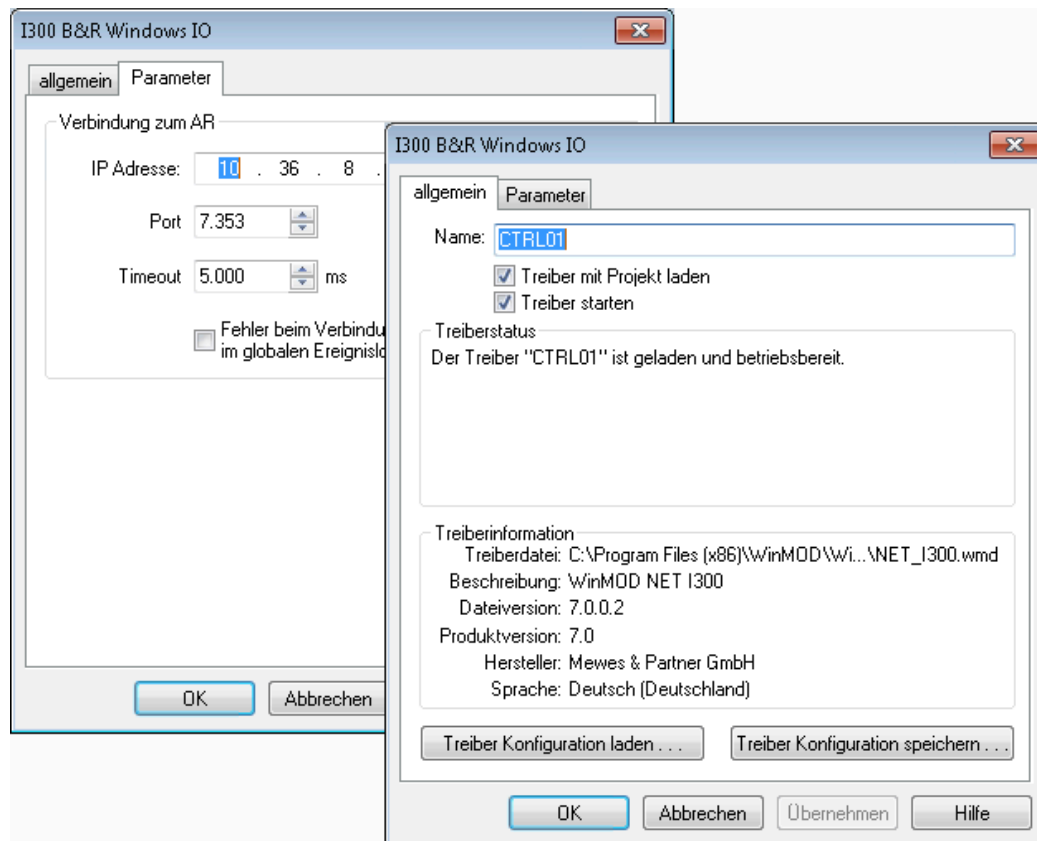 I300 B&R Windows IO
allgemein
Parameter
Verbindung zum AR
IP Adresse: 10 . 36 . 8 .
Port 7.353
Timeout 5.000 ms
Fehler beim
im globalen
OK
Abbrechen
I300 B&R Windows IO
allgemein
Parameter
Name: CTRL01
Treiber mit Projekt laden
Treiber starten
Treiberstatus
Der Treiber "CTRL01" ist geladen und betriebsbereit.
Treiberinformation
Treiberdatei: C:\Program Files (x86)\WinMOD\Wi...\NET_I300.wmd
Beschreibung: WinMOD NET I300
Dateiversion: 7.0.0.2
Produktversion: 7.0
Hersteller: Mewes & Partner GmbH
Sprache: Deutsch (Deutschland)
Treiber Konfiguration laden . . .
Treiber Konfiguration speichern . . .
OK
Abbrechen
Übernehmen
Hilfe